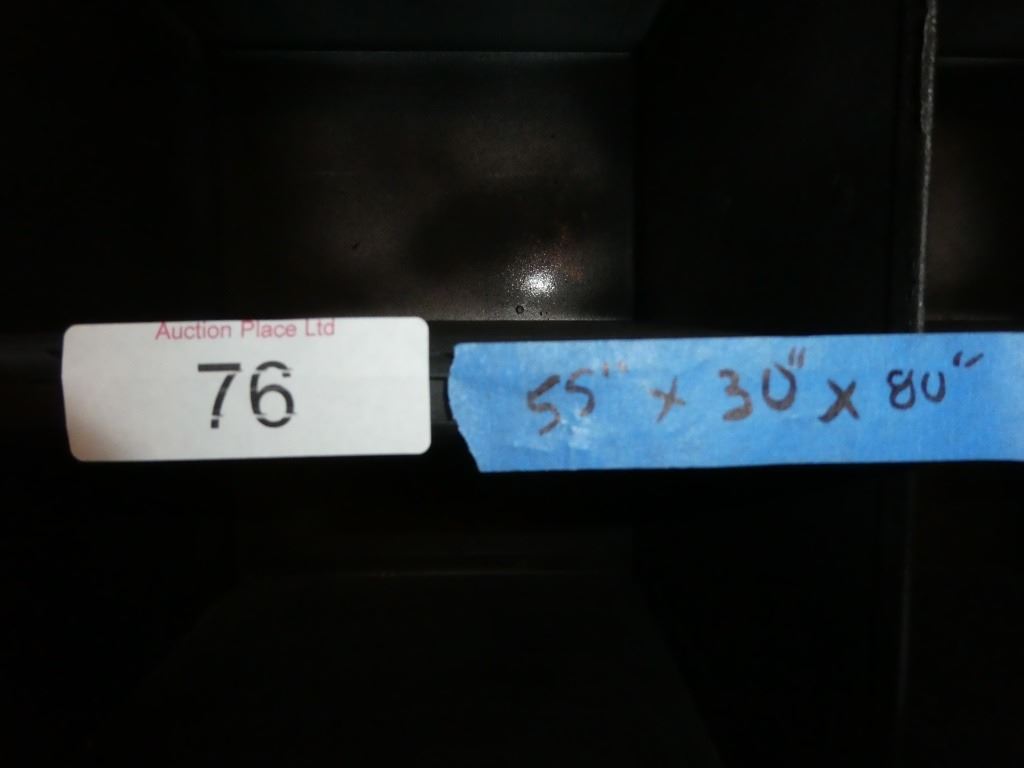 Auction Place Ltd
76
55" x 30" x 80"